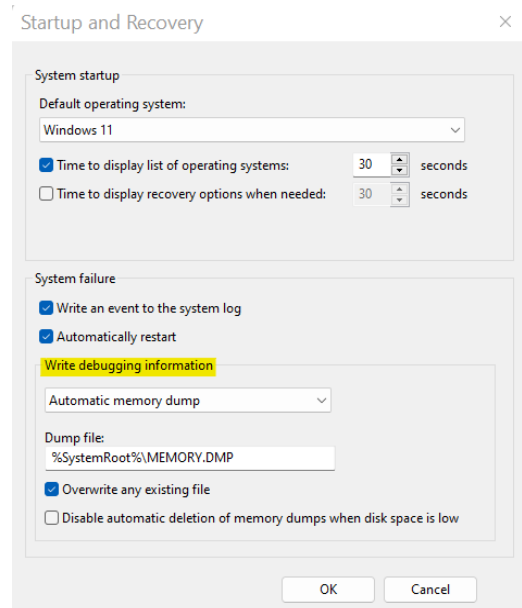 Startup and Recovery
System startup
Default operating system:
Windows 11
Time to display list of operating systems: 30 seconds
Time to display recovery options when needed: 30 seconds
System failure
Write an event to the system log
Automatically restart
Write debugging information
Automatic memory dump
Dump file:
%SystemRoot%\MEMORY.DMP
Overwrite any existing file
Disable automatic deletion of memory dumps when disk space is low
OK Cancel